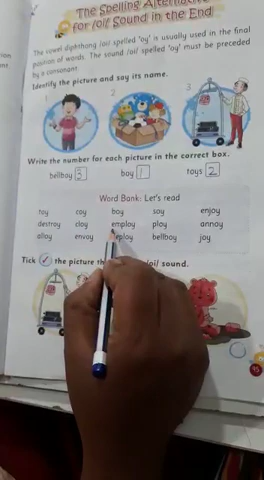 The Spelling Alternative
for /oi/ Sound in the End
The vowel diphthong /oi/ spelled 'oy' is usually used in the final
position of words. The sound /oi/ spelled 'oy' must be preceded
by a consonant.
Identify the picture and say its name.
1 2 3
Write the number for each picture in the correct box.
bellboy 3 boy 1 toys 2
Word Bank: Let's read
toy coy boy soy enjoy
destroy cloy employ ploy annoy
alloy envoy deploy bellboy joy
Tick ✓ the picture /oi/ sound.